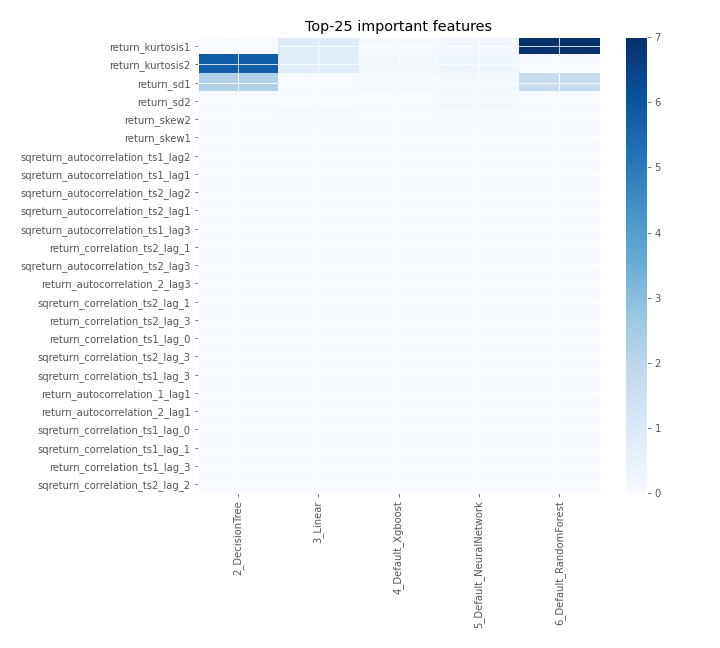 Top-25 important features
return_kurtosis1
return_kurtosis2
return_sd1
return_sd2
return_skew2
return_skew1
sqreturn_autocorrelation_ts1_lag2
sqreturn_autocorrelation_ts1_lag1
sqreturn_autocorrelation_ts2_lag2
sqreturn_autocorrelation_ts2_lag1
sqreturn_autocorrelation_ts1_lag3
return_correlation_ts2_lag_1
sqreturn_autocorrelation_ts2_lag3
return_autocorrelation_2_lag3
sqreturn_correlation_ts2_lag_1
return_correlation_ts2_lag_3
return_correlation_ts1_lag_0
sqreturn_correlation_ts2_lag_3
sqreturn_correlation_ts1_lag_3
return_autocorrelation_1_lag1
return_autocorrelation_2_lag1
sqreturn_correlation_ts1_lag_0
sqreturn_correlation_ts1_lag_1
return_correlation_ts1_lag_3
sqreturn_correlation_ts2_lag_2
2_DecisionTree
3_Linear
4_Default_Xgboost
5_Default_NeuralNetwork
6_Default_RandomForest
7
6
5
4
3
2
1
0